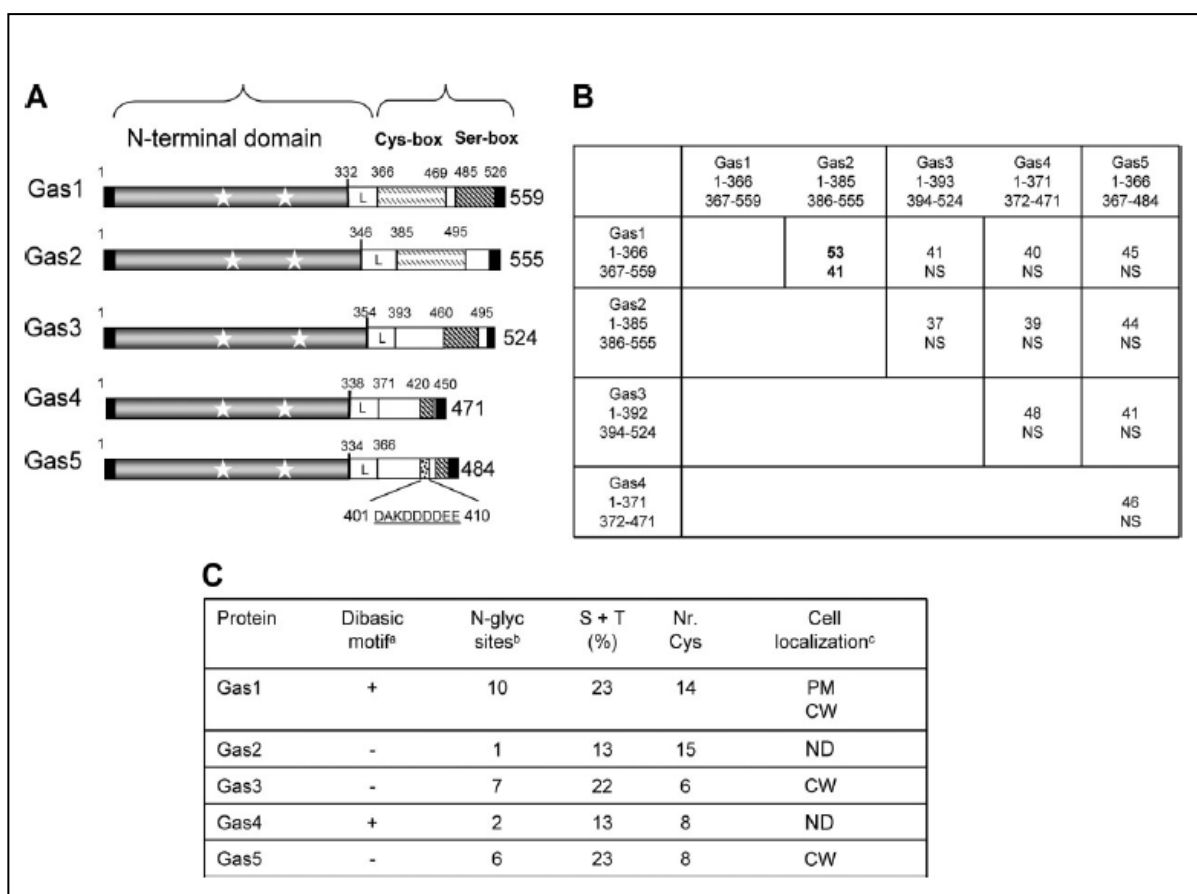 A
N-terminal domain
Cys-box Ser-box
1 332 366 469 485 526
Gas1 L 559
1 346 385 495
Gas2 L 555
354 393 460 495
1
Gas3 L 524
1 338 371 420 450
Gas4 L 471
1 334 366
Gas5 L 484
401 DAKDDDDEE 410
B
Gas1 Gas2 Gas3 Gas4 Gas5
1-366 1-385 1-393 1-371 1-366
367-559 386-555 394-524 372-471 367-484
Gas1
1-366 53 41 40 45
367-559 41 NS NS NS
Gas2
1-385 37 39 44
386-555 NS NS NS
Gas3
1-392 48 41
394-524 NS NS
Gas4
1-371 46
372-471 NS
C
Protein Dibasic N-glyc S + T Nr. Cell
motifᵃ sitesᵇ (%) Cys localizationᶜ
Gas1 + 10 23 14 PM
CW
Gas2 - 1 13 15 ND
Gas3 - 7 22 6 CW
Gas4 + 2 13 8 ND
Gas5 - 6 23 8 CW